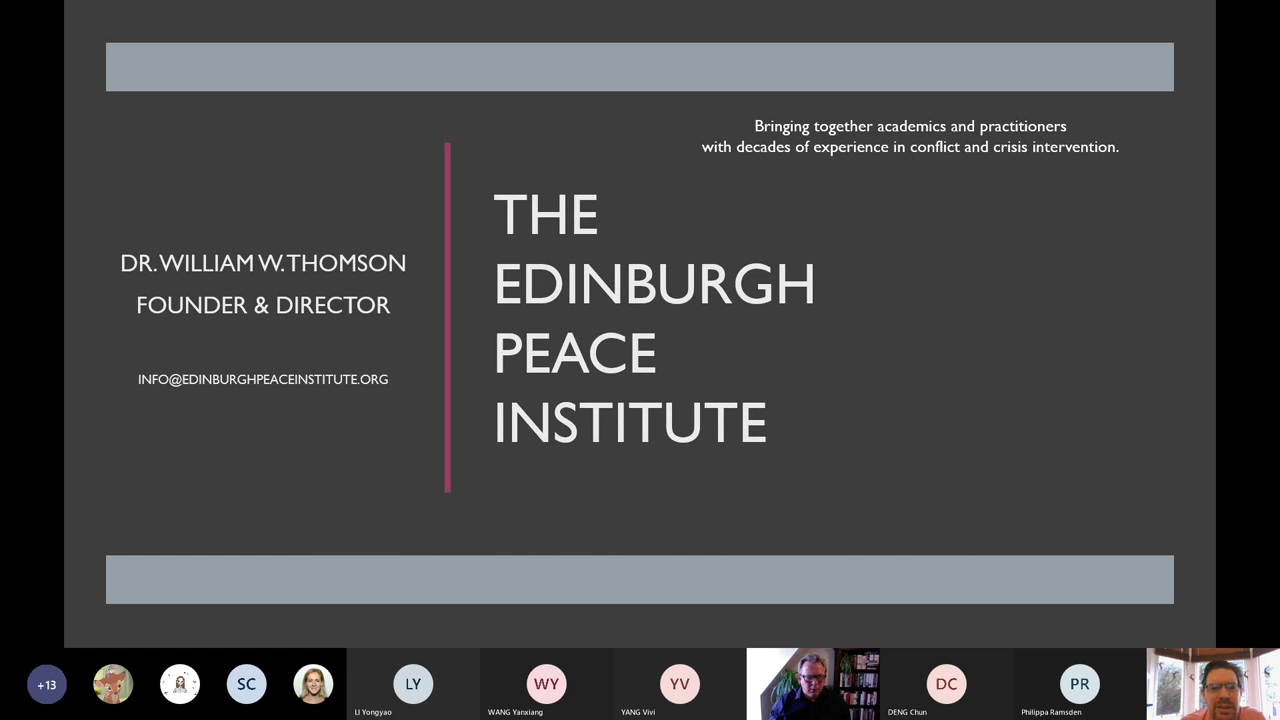 Bringing together academics and practitioners
with decades of experience in conflict and crisis intervention.
DR. WILLIAM W. THOMSON
FOUNDER & DIRECTOR
INFO@EDINBURGHPEACEINSTITUTE.ORG
THE
EDINBURGH
PEACE
INSTITUTE
+13
SC
LY
LI Yongyao
WY
WANG Yanxiang
YV
YANG Vivi
DC
DENG Chun
PR
Philippa Ramsden